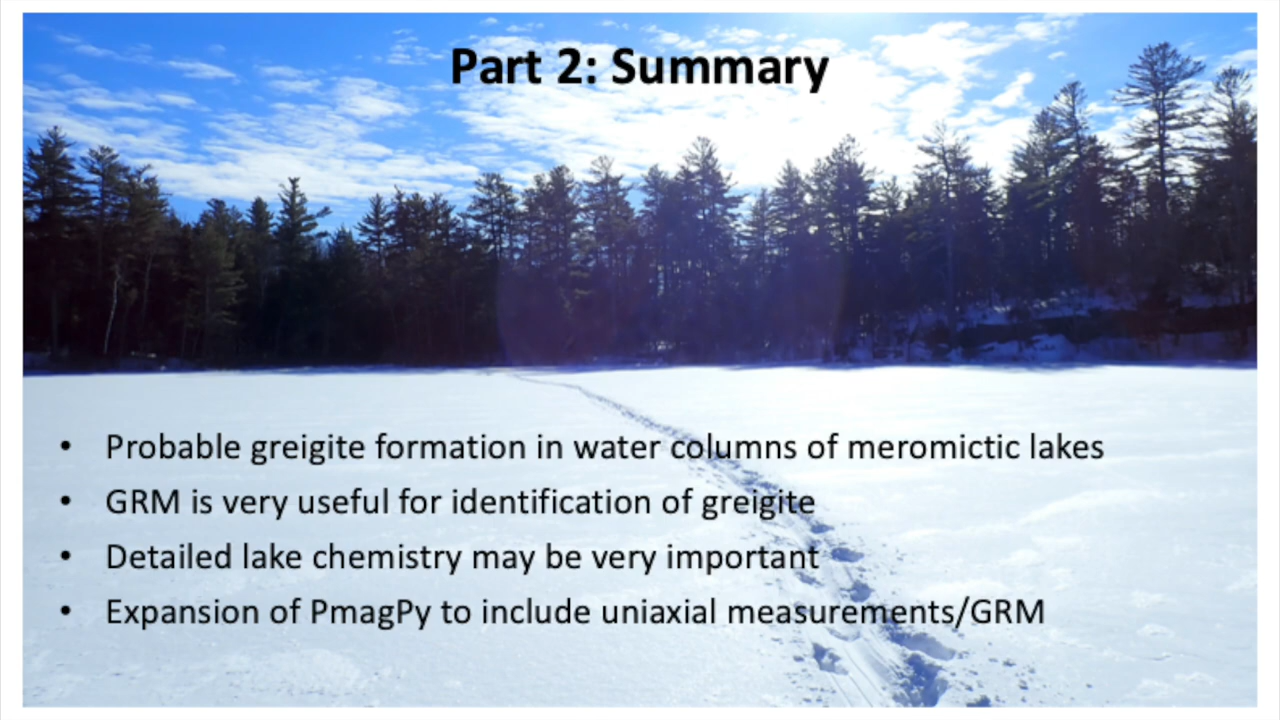 Part 2: Summary
• Probable greigite formation in water columns of meromictic lakes
• GRM is very useful for identification of greigite
• Detailed lake chemistry may be very important
• Expansion of PmagPy to include uniaxial measurements/GRM